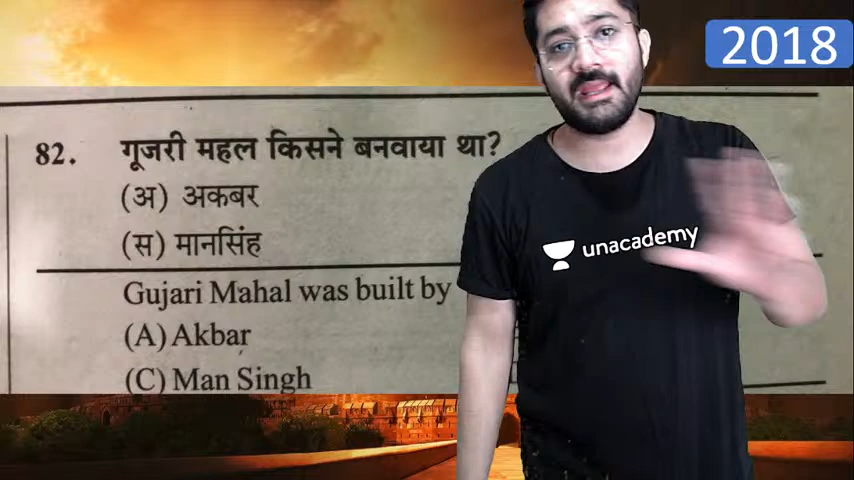 2018
82. गूजरी महल किसने बनवाया था?
(अ) अकबर
(स) मानसिंह
Gujari Mahal was built by
(A) Akbar
(C) Man Singh
unacademy